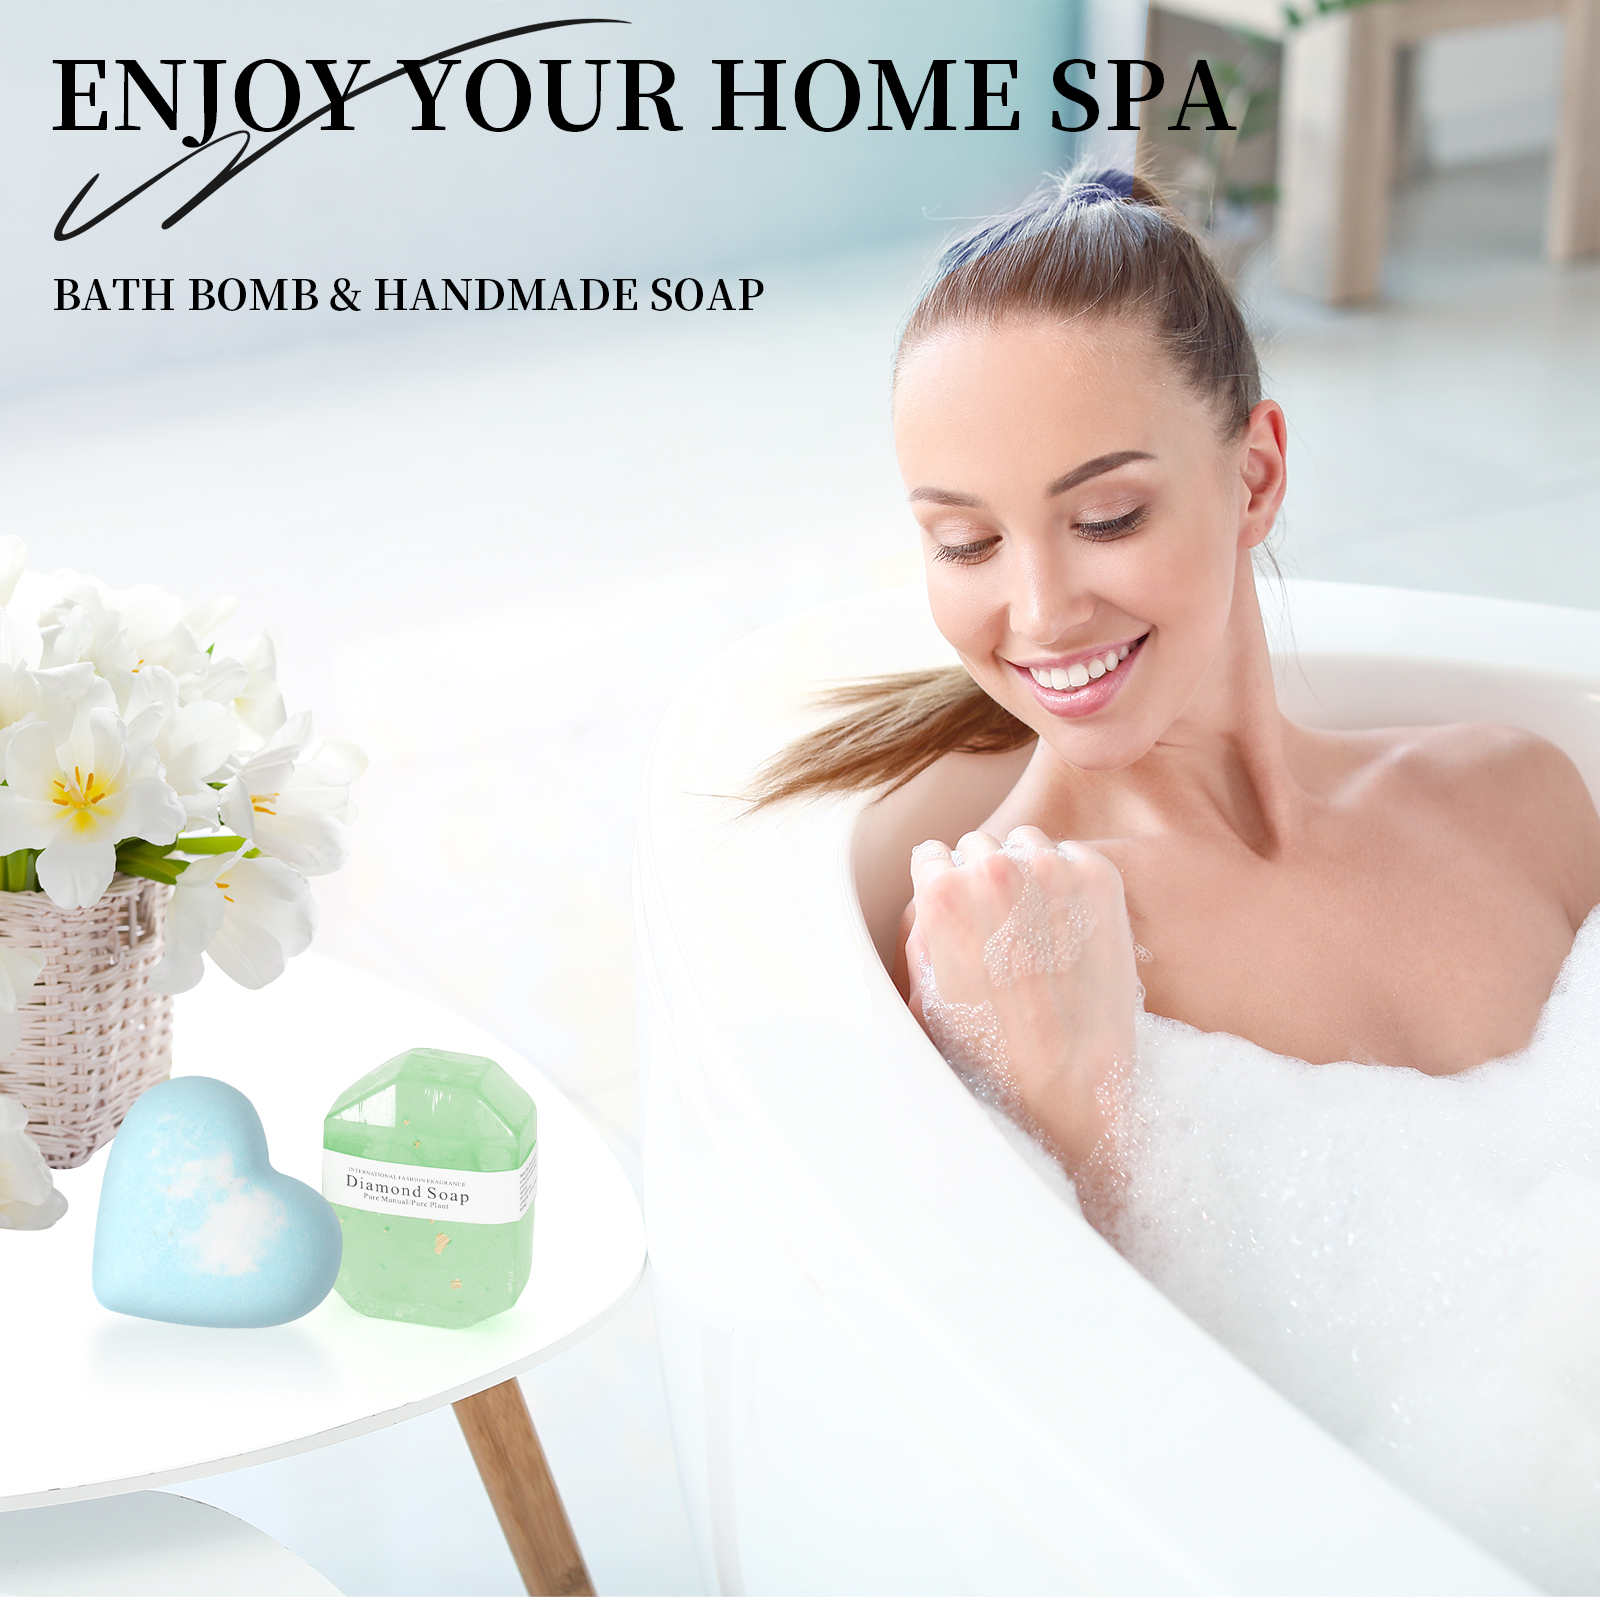 ENJOY YOUR HOME SPA
BATH BOMB & HANDMADE SOAP
INTERNATIONAL FASHION FRAGRANCE
Diamond Soap
Pure Manual/Pure Plant